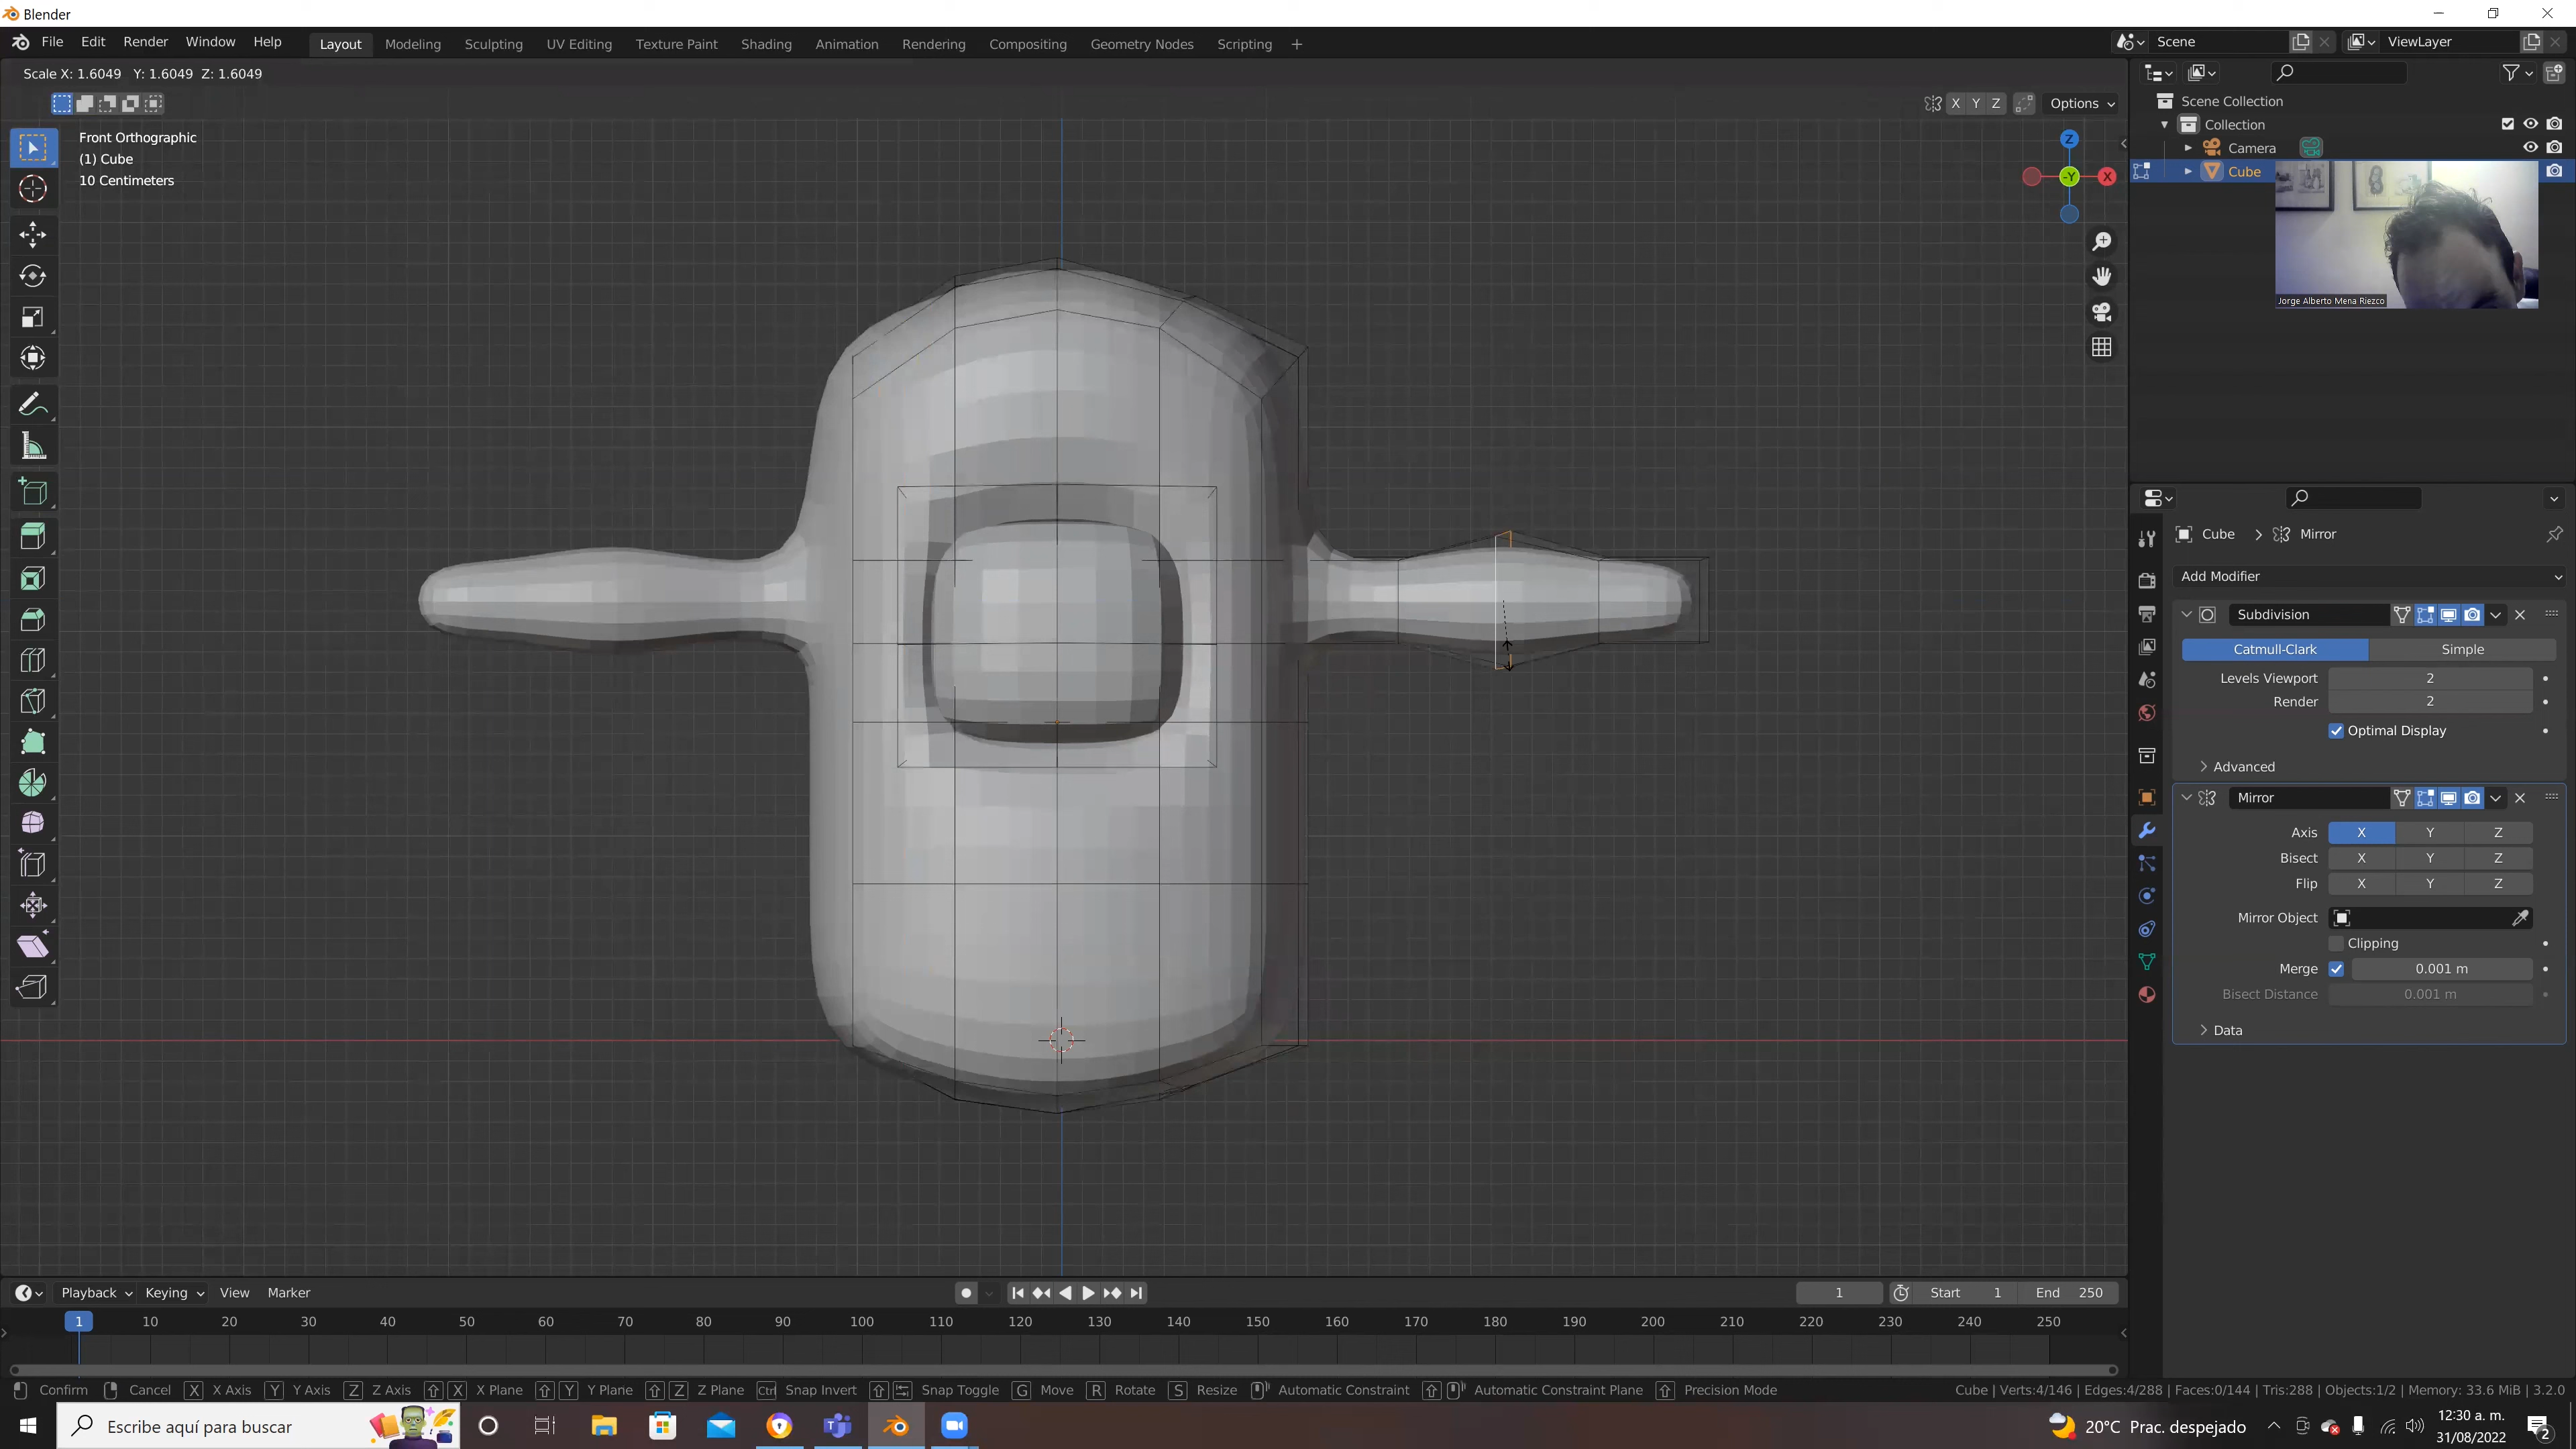 Blender
File Edit Render Window Help Layout Modeling Sculpting UV Editing Texture Paint Shading Animation Rendering Compositing Geometry Nodes Scripting + Scene ViewLayer
Scale X: 1.6049 Y: 1.6049 Z: 1.6049
X Y Z Options
Front Orthographic
(1) Cube
10 Centimeters
Z
-Y X
Scene Collection
Collection
Camera
Cube
Jorge Alberto Mena Riezco
Cube > Mirror
Add Modifier
Subdivision
Catmull-Clark Simple
Levels Viewport 2
Render 2
Optimal Display
Advanced
Mirror
Axis X Y Z
Bisect X Y Z
Flip X Y Z
Mirror Object
Clipping
Merge 0.001 m
Bisect Distance 0.001 m
Data
Playback Keying View Marker 1 Start 1 End 250
1 10 20 30 40 50 60 70 80 90 100 110 120 130 140 150 160 170 180 190 200 210 220 230 240 250
Confirm Cancel X X Axis Y Y Axis Z Z Axis X X Plane Y Y Plane Z Z Plane Ctrl Snap Invert Snap Toggle G Move R Rotate S Resize Automatic Constraint Automatic Constraint Plane Precision Mode Cube | Verts:4/146 | Edges:4/288 | Faces:0/144 | Tris:288 | Objects:1/2 | Memory: 33.6 MiB | 3.2.0
Escribe aquí para buscar 20°C Prac. despejado 12:30 a. m.
31/08/2022 2